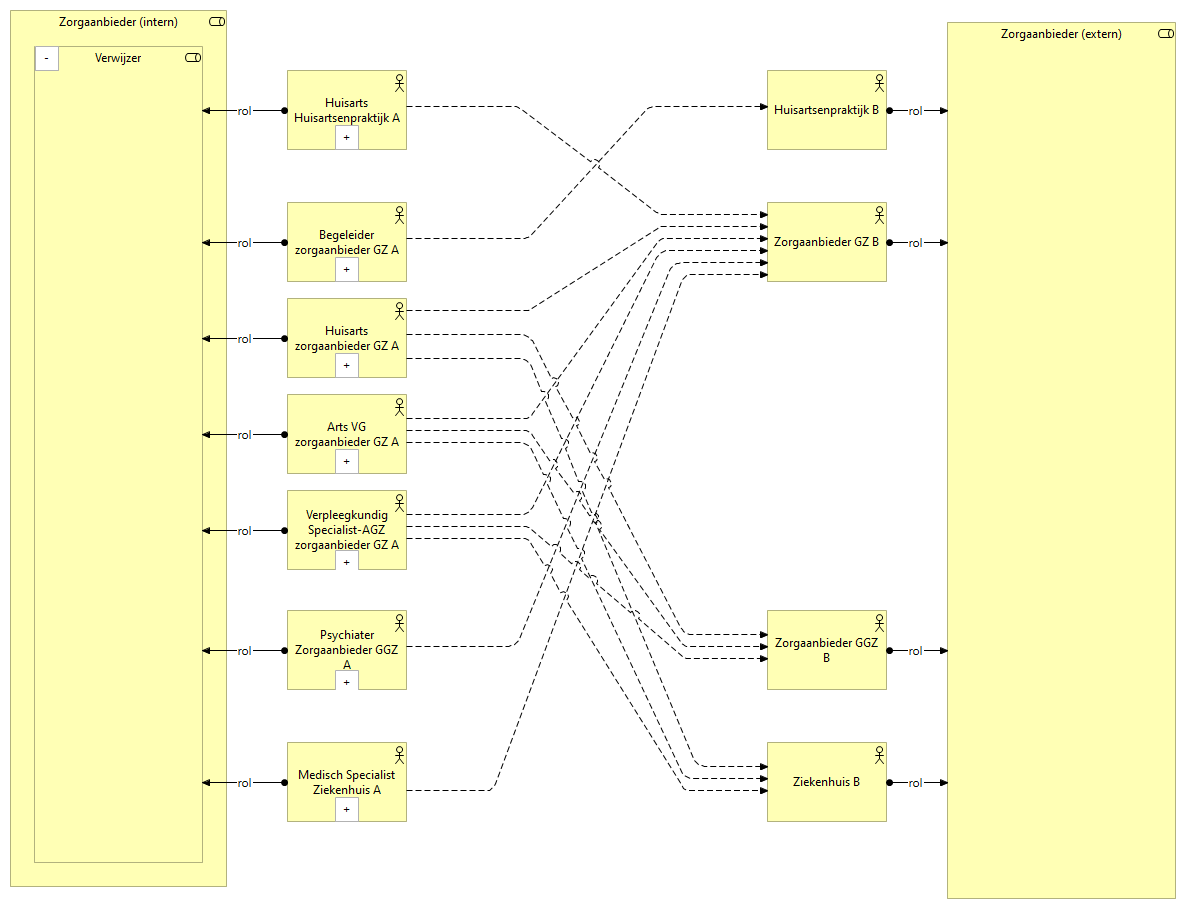 Zorgaanbieder (intern)
-
Verwijzer
Zorgaanbieder (extern)
rol
Huisarts
Huisartsenpraktijk A
+
Huisartsenpraktijk B
rol
rol
Begeleider
zorgaanbieder GZ A
+
Zorgaanbieder GZ B
rol
rol
Huisarts
zorgaanbieder GZ A
+
rol
Arts VG
zorgaanbieder GZ A
+
rol
Verpleegkundig
Specialist-AGZ
zorgaanbieder GZ A
+
rol
Psychiater
Zorgaanbieder GGZ
A
+
Zorgaanbieder GGZ
B
rol
rol
Medisch Specialist
Ziekenhuis A
+
Ziekenhuis B
rol